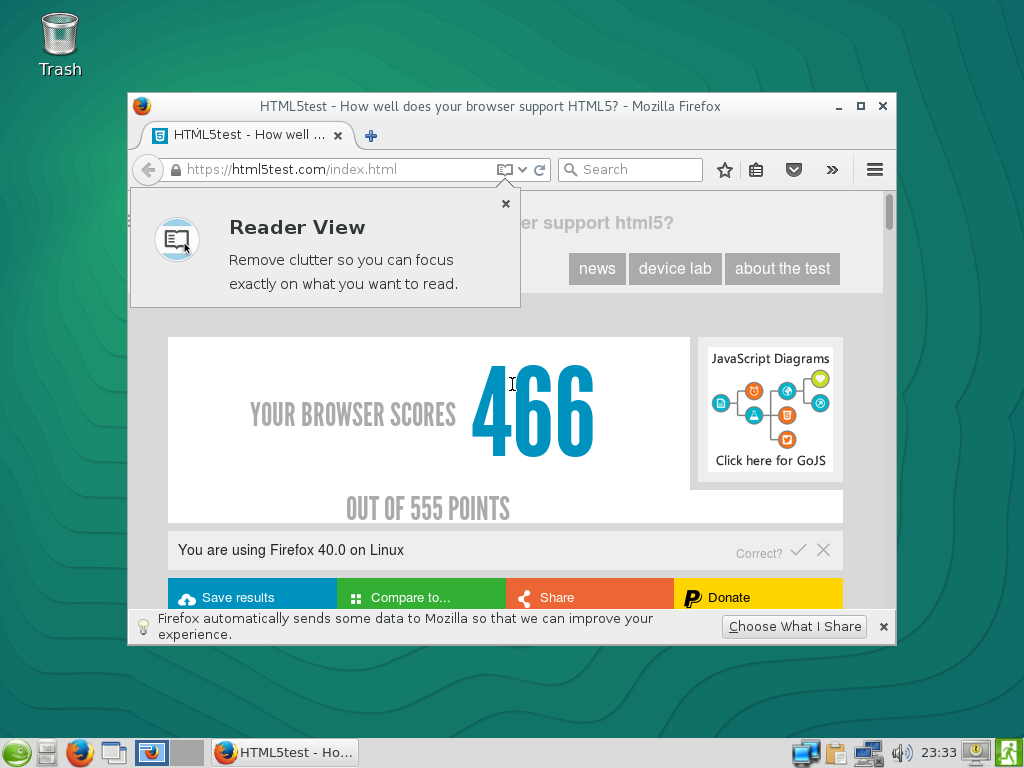 Trash
HTML5test - How well does your browser support HTML5? - Mozilla Firefox
HTML5test - How well ...
https://html5test.com/index.html
Search
er support html5?
Reader View
Remove clutter so you can focus
exactly on what you want to read.
news
device lab
about the test
YOUR BROWSER SCORES
466
OUT OF 555 POINTS
JavaScript Diagrams
Click here for GoJS
You are using Firefox 40.0 on Linux
Correct?
Save results
Compare to...
Share
Donate
Firefox automatically sends some data to Mozilla so that we can improve your
experience.
Choose What I Share
HTML5test - Ho...
23:33